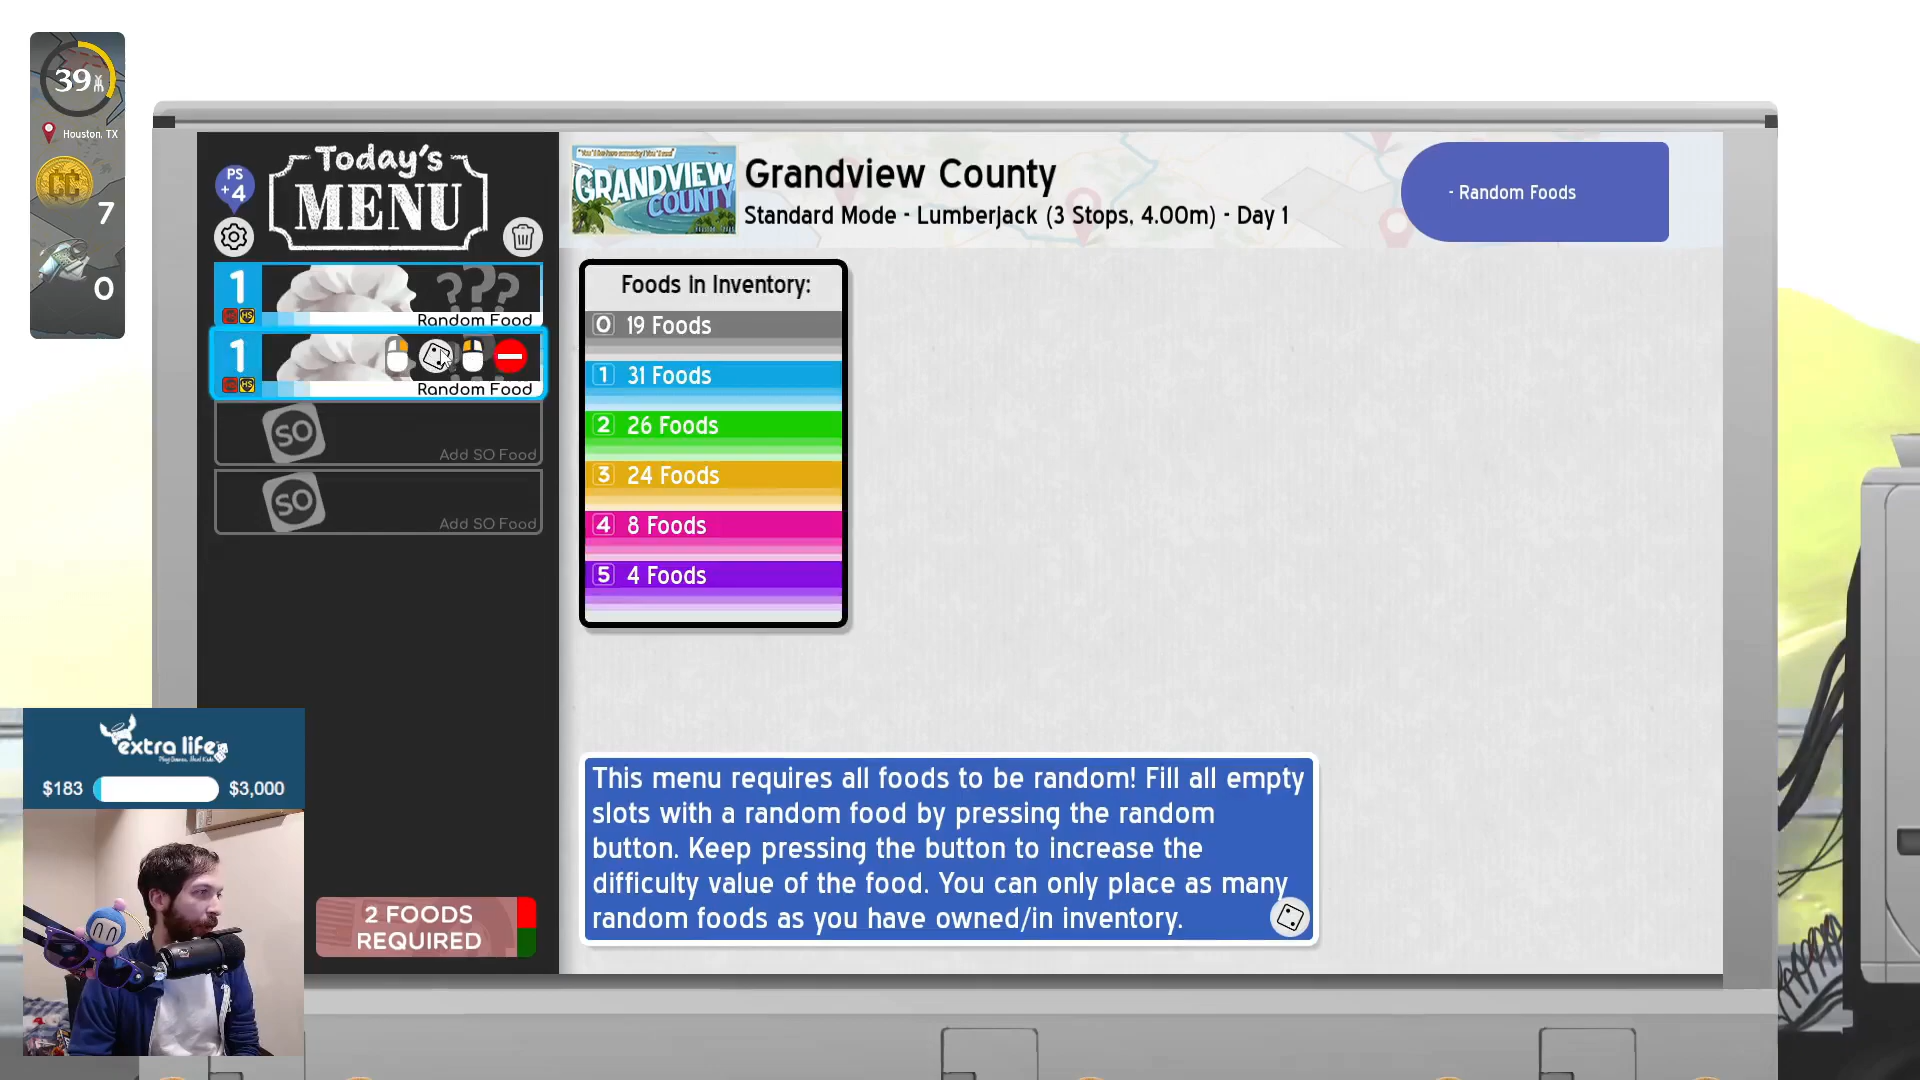 39
Houston, TX
7
0
PS
+4
Today's
MENU
1
???
Random Food
1
Random Food
SO
Add SO Food
SO
Add SO Food
2 FOODS
REQUIRED
GRANDVIEW
COUNTY
Grandview County
Standard Mode - Lumberjack (3 Stops, 4.00m) - Day 1
- Random Foods
Foods In Inventory:
0 19 Foods
1 31 Foods
2 26 Foods
3 24 Foods
4 8 Foods
5 4 Foods
This menu requires all foods to be random! Fill all empty
slots with a random food by pressing the random
button. Keep pressing the button to increase the
difficulty value of the food. You can only place as many
random foods as you have owned/in inventory.
extra life
Play Games. Heal Kids.
$183
$3,000